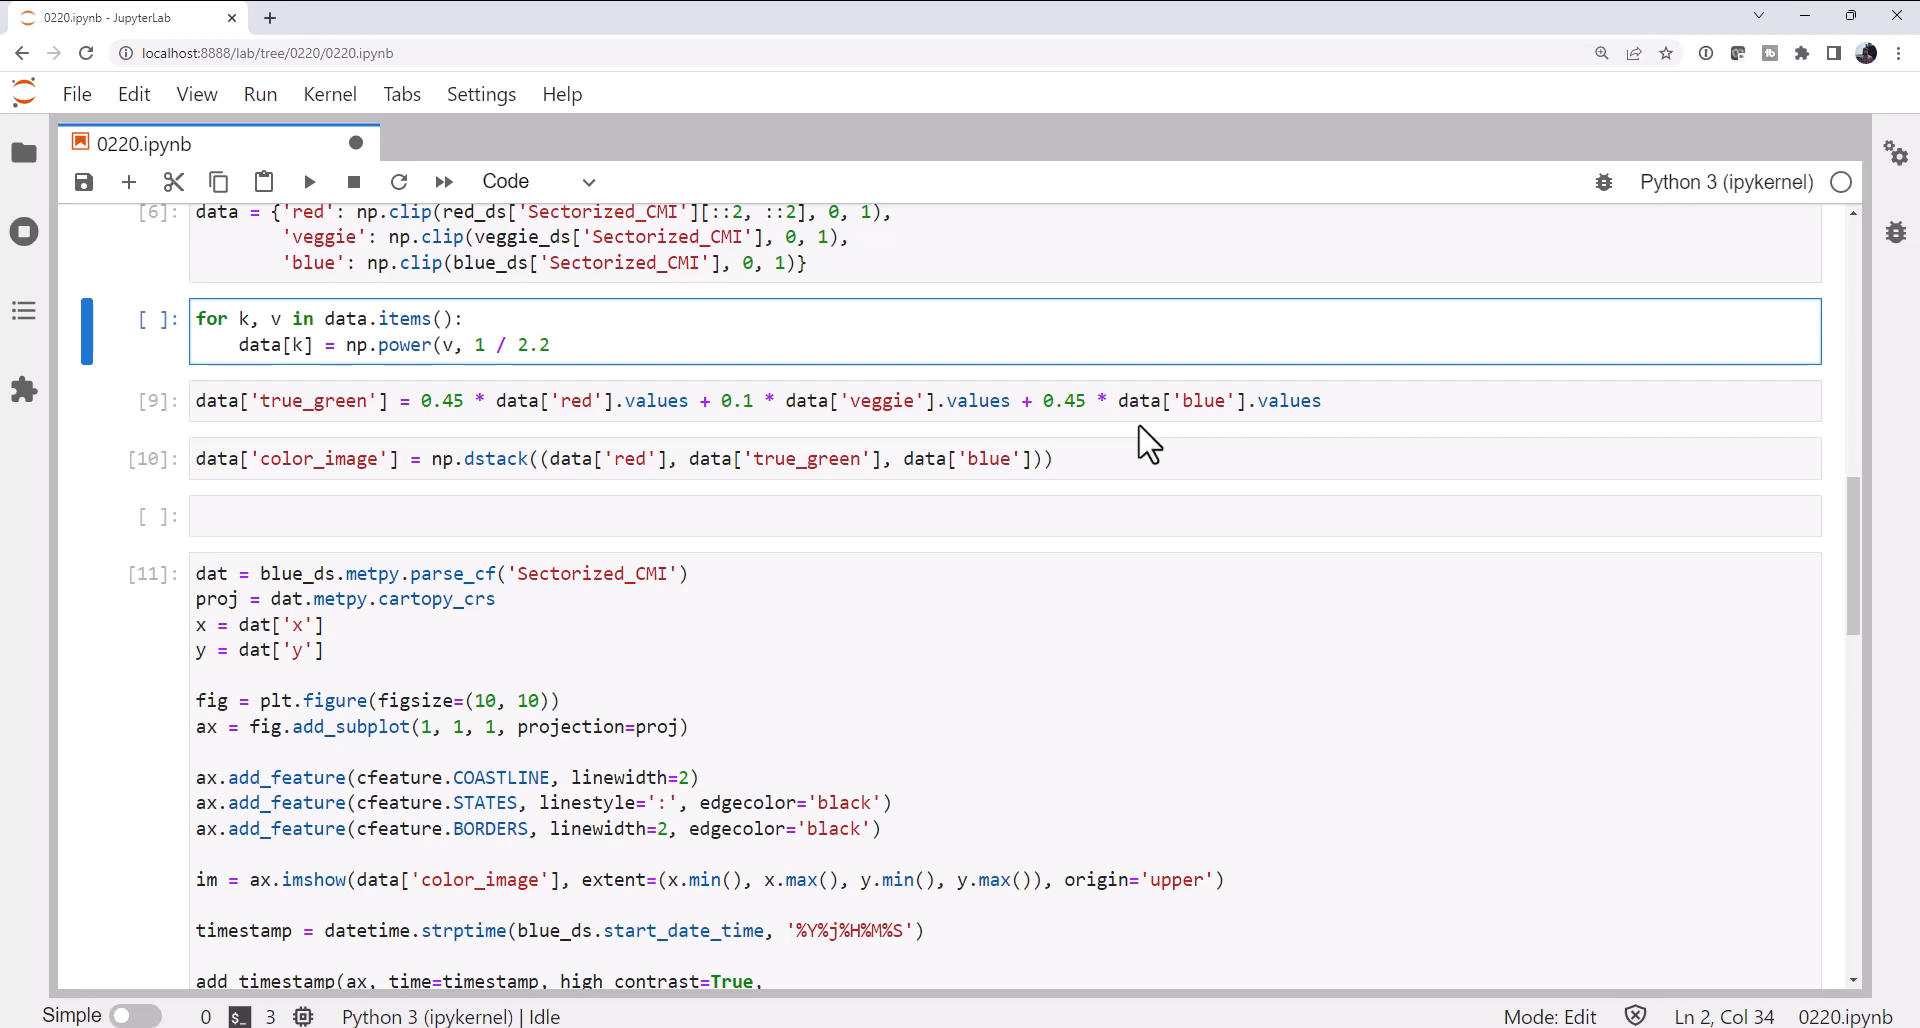 0220.ipynb - JupyterLab
localhost:8888/lab/tree/0220/0220.ipynb
File Edit View Run Kernel Tabs Settings Help
0220.ipynb
Code
Python 3 (ipykernel)
[6]: data = {'red': np.clip(red_ds['Sectorized_CMI'][::2, ::2], 0, 1),
'veggie': np.clip(veggie_ds['Sectorized_CMI'], 0, 1),
'blue': np.clip(blue_ds['Sectorized_CMI'], 0, 1)}
[ ]: for k, v in data.items():
data[k] = np.power(v, 1 / 2.2
[9]: data['true_green'] = 0.45 * data['red'].values + 0.1 * data['veggie'].values + 0.45 * data['blue'].values
[10]: data['color_image'] = np.dstack((data['red'], data['true_green'], data['blue']))
[ ]:
[11]: dat = blue_ds.metpy.parse_cf('Sectorized_CMI')
proj = dat.metpy.cartopy_crs
x = dat['x']
y = dat['y']
fig = plt.figure(figsize=(10, 10))
ax = fig.add_subplot(1, 1, 1, projection=proj)
ax.add_feature(cfeature.COASTLINE, linewidth=2)
ax.add_feature(cfeature.STATES, linestyle=':', edgecolor='black')
ax.add_feature(cfeature.BORDERS, linewidth=2, edgecolor='black')
im = ax.imshow(data['color_image'], extent=(x.min(), x.max(), y.min(), y.max()), origin='upper')
timestamp = datetime.strptime(blue_ds.start_date_time, '%Y%j%H%M%S')
add_timestamp(ax, time=timestamp, high_contrast=True,
Simple 0 $_ 3 Python 3 (ipykernel) | Idle Mode: Edit Ln 2, Col 34 0220.ipynb